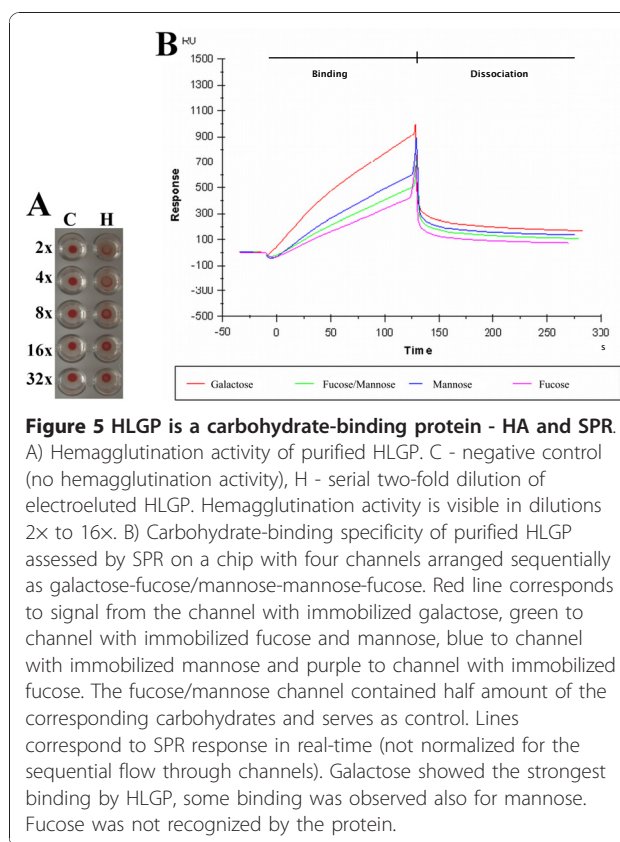 B
RU
1500
1300
1100
900
700
500
300
100
-100
-300
-500
Response
Binding
Dissociation
-50
0
50
100
150
200
250
300
s
Time
Galactose
Fucose/Mannose
Mannose
Fucose
A
C
H
2x
4x
8x
16x
32x
Figure 5 HLGP is a carbohydrate-binding protein - HA and SPR.
A) Hemagglutination activity of purified HLGP. C - negative control
(no hemagglutination activity), H - serial two-fold dilution of
electroeluted HLGP. Hemagglutination activity is visible in dilutions
2× to 16×. B) Carbohydrate-binding specificity of purified HLGP
assessed by SPR on a chip with four channels arranged sequentially
as galactose-fucose/mannose-mannose-fucose. Red line corresponds
to signal from the channel with immobilized galactose, green to
channel with immobilized fucose and mannose, blue to channel
with immobilized mannose and purple to channel with immobilized
fucose. The fucose/mannose channel contained half amount of the
corresponding carbohydrates and serves as control. Lines
correspond to SPR response in real-time (not normalized for the
sequential flow through channels). Galactose showed the strongest
binding by HLGP, some binding was observed also for mannose.
Fucose was not recognized by the protein.